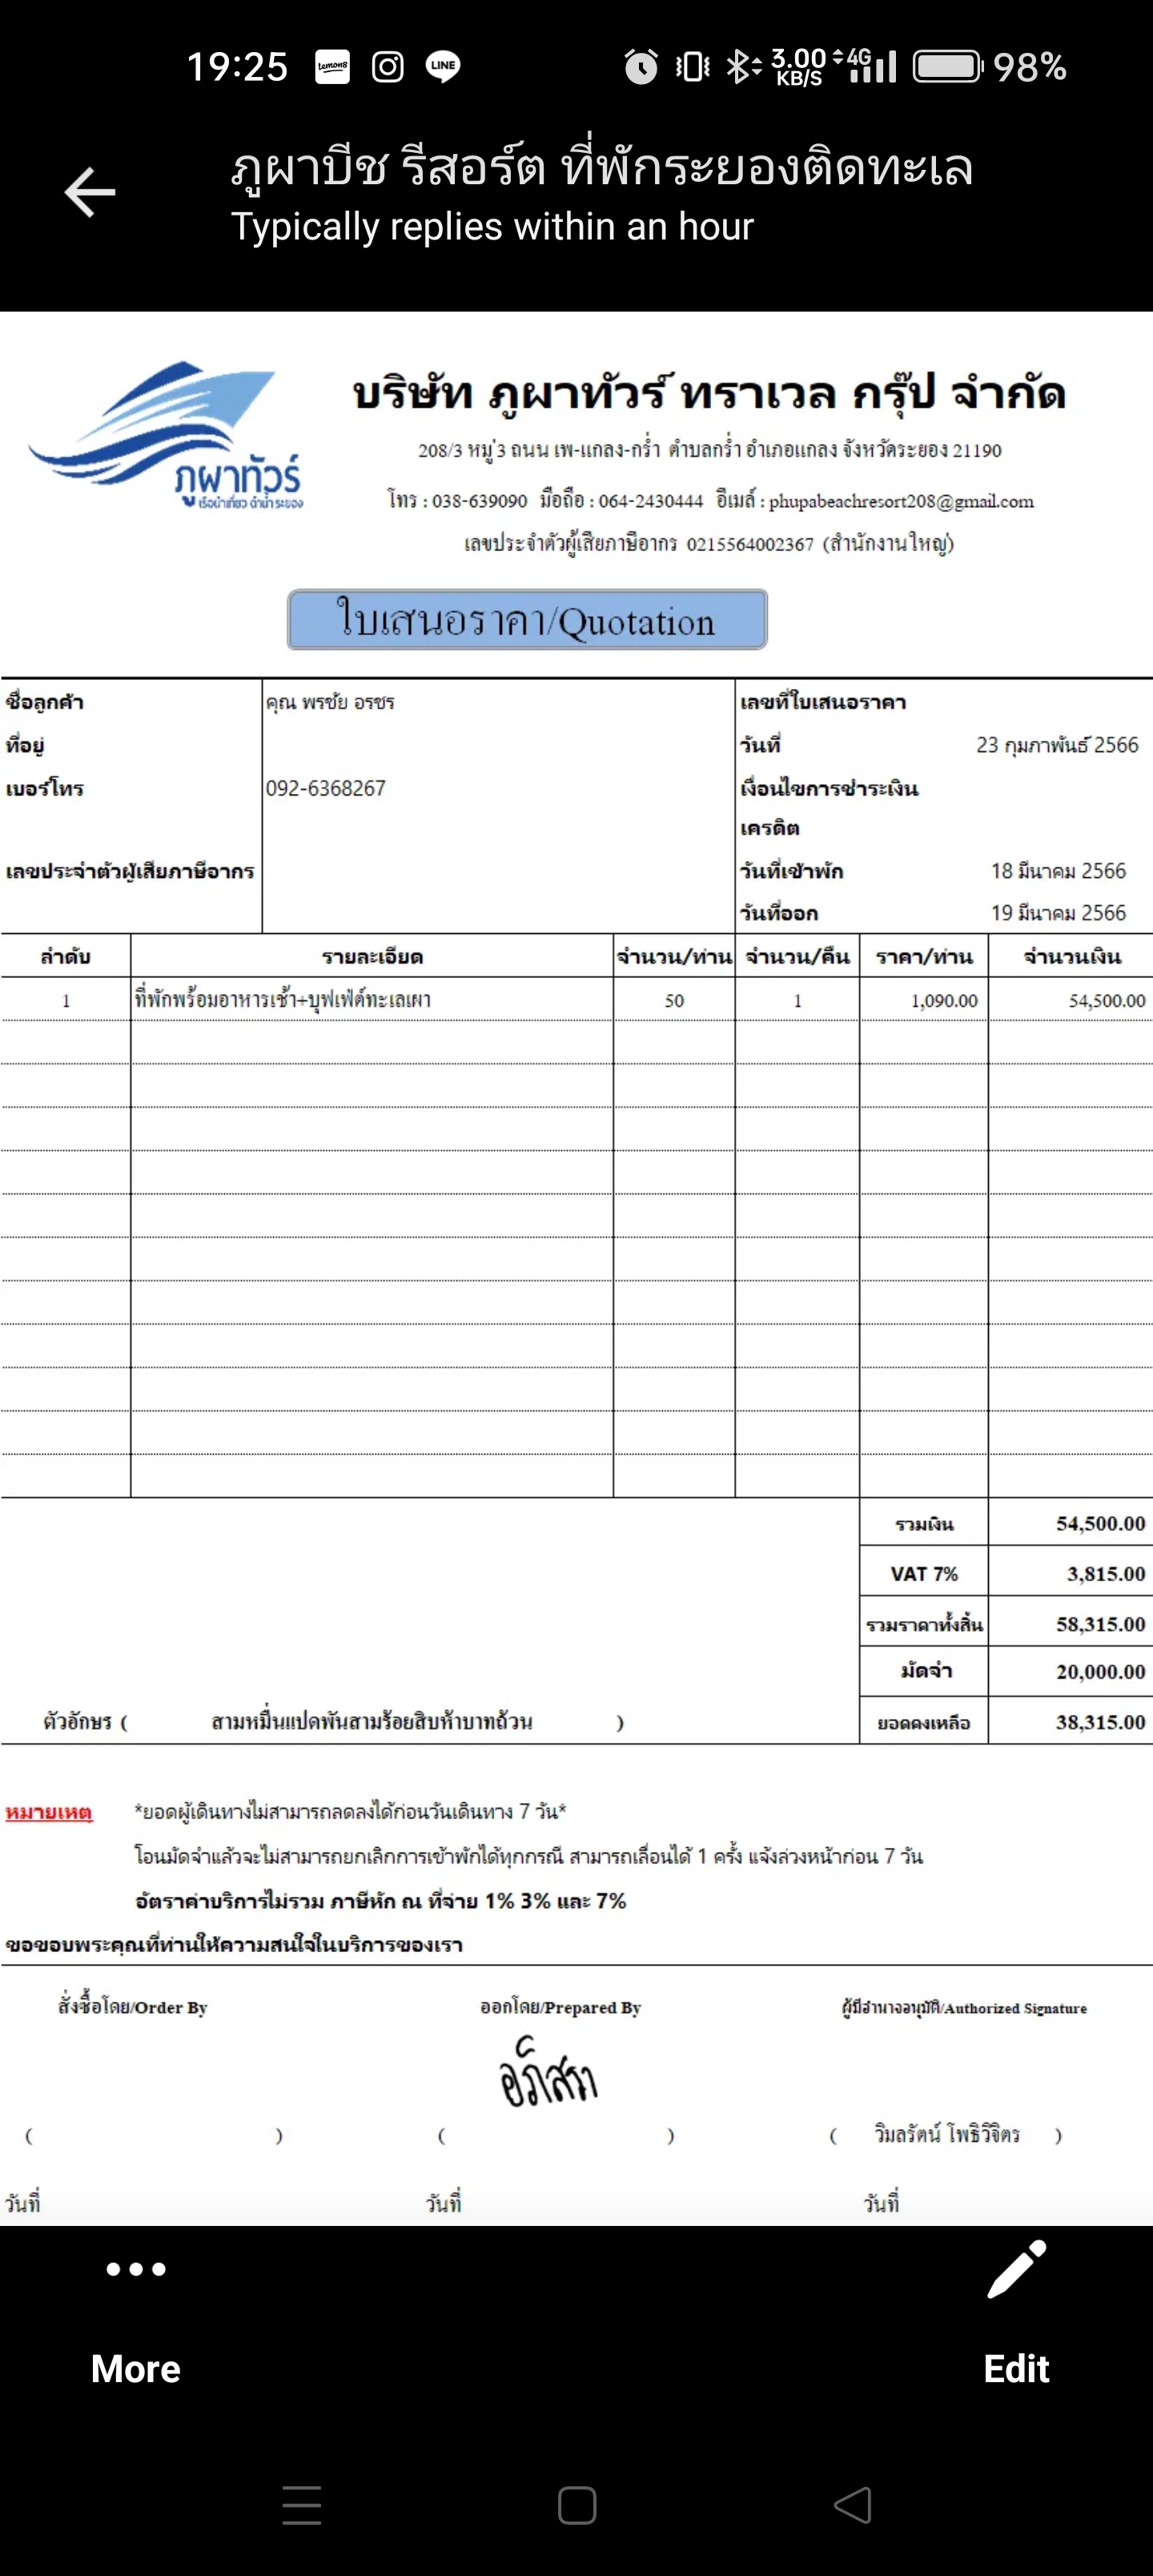 19:25 lemon8 LINE 3.00 KB/S 4G 98%
ภูผาบีช รีสอร์ต ที่พักระยองติดทะเล
Typically replies within an hour
ภูผาทัวร์
เรือนำเที่ยว ดำน้ำ ระยอง
บริษัท ภูผาทัวร์ ทราเวล กรุ๊ป จำกัด
208/3 หมู่ 3 ถนน เพ-แกลง-กร่ำ ตำบลกร่ำ อำเภอแกลง จังหวัดระยอง 21190
โทร : 038-639090 มือถือ : 064-2430444 อีเมล์ : phupabeachresort208@gmail.com
เลขประจำตัวผู้เสียภาษีอากร 0215564002367 (สำนักงานใหญ่)
ใบเสนอราคา/Quotation
ชื่อลูกค้า คุณ พรชัย อรชร เลขที่ใบเสนอราคา
ที่อยู่ วันที่ 23 กุมภาพันธ์ 2566
เบอร์โทร 092-6368267 เงื่อนไขการชำระเงิน
เครดิต
เลขประจำตัวผู้เสียภาษีอากร วันที่เข้าพัก 18 มีนาคม 2566
วันที่ออก 19 มีนาคม 2566
ลำดับ รายละเอียด จำนวน/ท่าน จำนวน/คืน ราคา/ท่าน จำนวนเงิน
1 ที่พักพร้อมอาหารเช้า+บุฟเฟ่ต์ทะเลเผา 50 1 1,090.00 54,500.00
รวมเงิน 54,500.00
VAT 7% 3,815.00
รวมราคาทั้งสิ้น 58,315.00
มัดจำ 20,000.00
ตัวอักษร ( สามหมื่นแปดพันสามร้อยสิบห้าบาทถ้วน ) ยอดคงเหลือ 38,315.00
หมายเหตุ *ยอดผู้เดินทางไม่สามารถลดลงได้ก่อนวันเดินทาง 7 วัน*
โอนมัดจำแล้วจะไม่สามารถยกเลิกการเข้าพักได้ทุกกรณี สามารถเลื่อนได้ 1 ครั้ง แจ้งล่วงหน้าก่อน 7 วัน
อัตราค่าบริการไม่รวม ภาษีหัก ณ ที่จ่าย 1% 3% และ 7%
ขอขอบพระคุณที่ท่านให้ความสนใจในบริการของเรา
สั่งซื้อโดย/Order By ออกโดย/Prepared By ผู้มีอำนาจอนุมัติ/Authorized Signature
( ) ( ) ( วิมลรัตน์ โพธิวิจิตร )
วันที่ วันที่ วันที่
More Edit